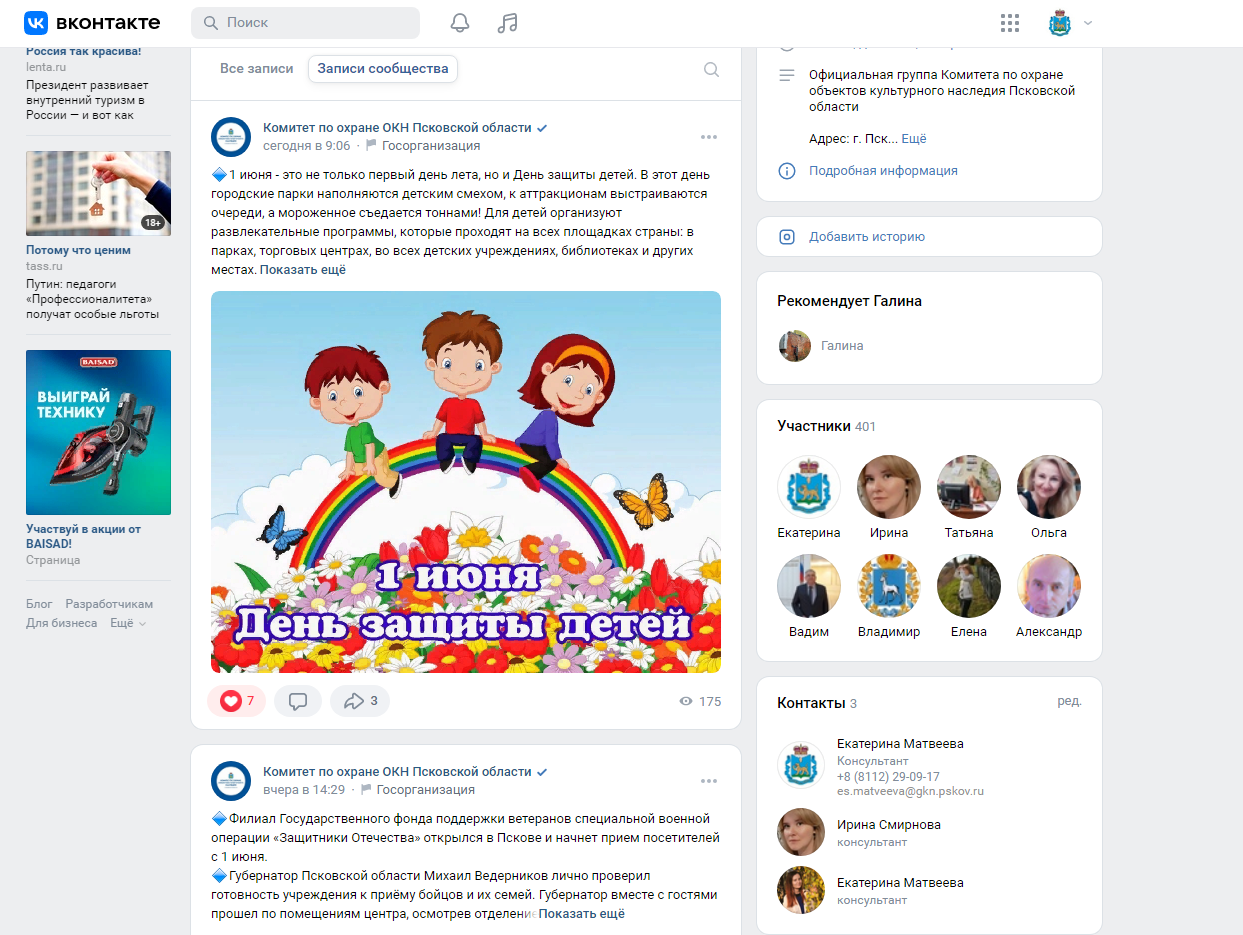 вконтакте
Поиск
Россия так красива!
lenta.ru
Президент развивает
внутренний туризм в
России — и вот как
18+
Потому что ценим
tass.ru
Путин: педагоги
«Профессионалитета»
получат особые льготы
BAISAD
ВЫИГРАЙ
ТЕХНИКУ
Участвуй в акции от
BAISAD!
Страница
Блог Разработчикам
Для бизнеса Ещё
Все записи Записи сообщества
Комитет по охране ОКН Псковской области
сегодня в 9:06 · Госорганизация
1 июня - это не только первый день лета, но и День защиты детей. В этот день
городские парки наполняются детским смехом, к аттракционам выстраиваются
очереди, а мороженное съедается тоннами! Для детей организуют
развлекательные программы, которые проходят на всех площадках страны: в
парках, торговых центрах, во всех детских учреждениях, библиотеках и других
местах. Показать ещё
1 июня
День защиты детей
7 3 175
Комитет по охране ОКН Псковской области
вчера в 14:29 · Госорганизация
Филиал Государственного фонда поддержки ветеранов специальной военной
операции «Защитники Отечества» открылся в Пскове и начнет прием посетителей
с 1 июня.
Губернатор Псковской области Михаил Ведерников лично проверил
готовность учреждения к приёму бойцов и их семей. Губернатор вместе с гостями
прошел по помещениям центра, осмотрев отделение Показать ещё
Официальная группа Комитета по охране
объектов культурного наследия Псковской
области
Адрес: г. Пск... Ещё
Подробная информация
Добавить историю
Рекомендует Галина
Галина
Участники 401
Екатерина Ирина Татьяна Ольга
Вадим Владимир Елена Александр
Контакты 3 ред.
Екатерина Матвеева
Консультант
+8 (8112) 29-09-17
es.matveeva@gkn.pskov.ru
Ирина Смирнова
консультант
Екатерина Матвеева
консультант